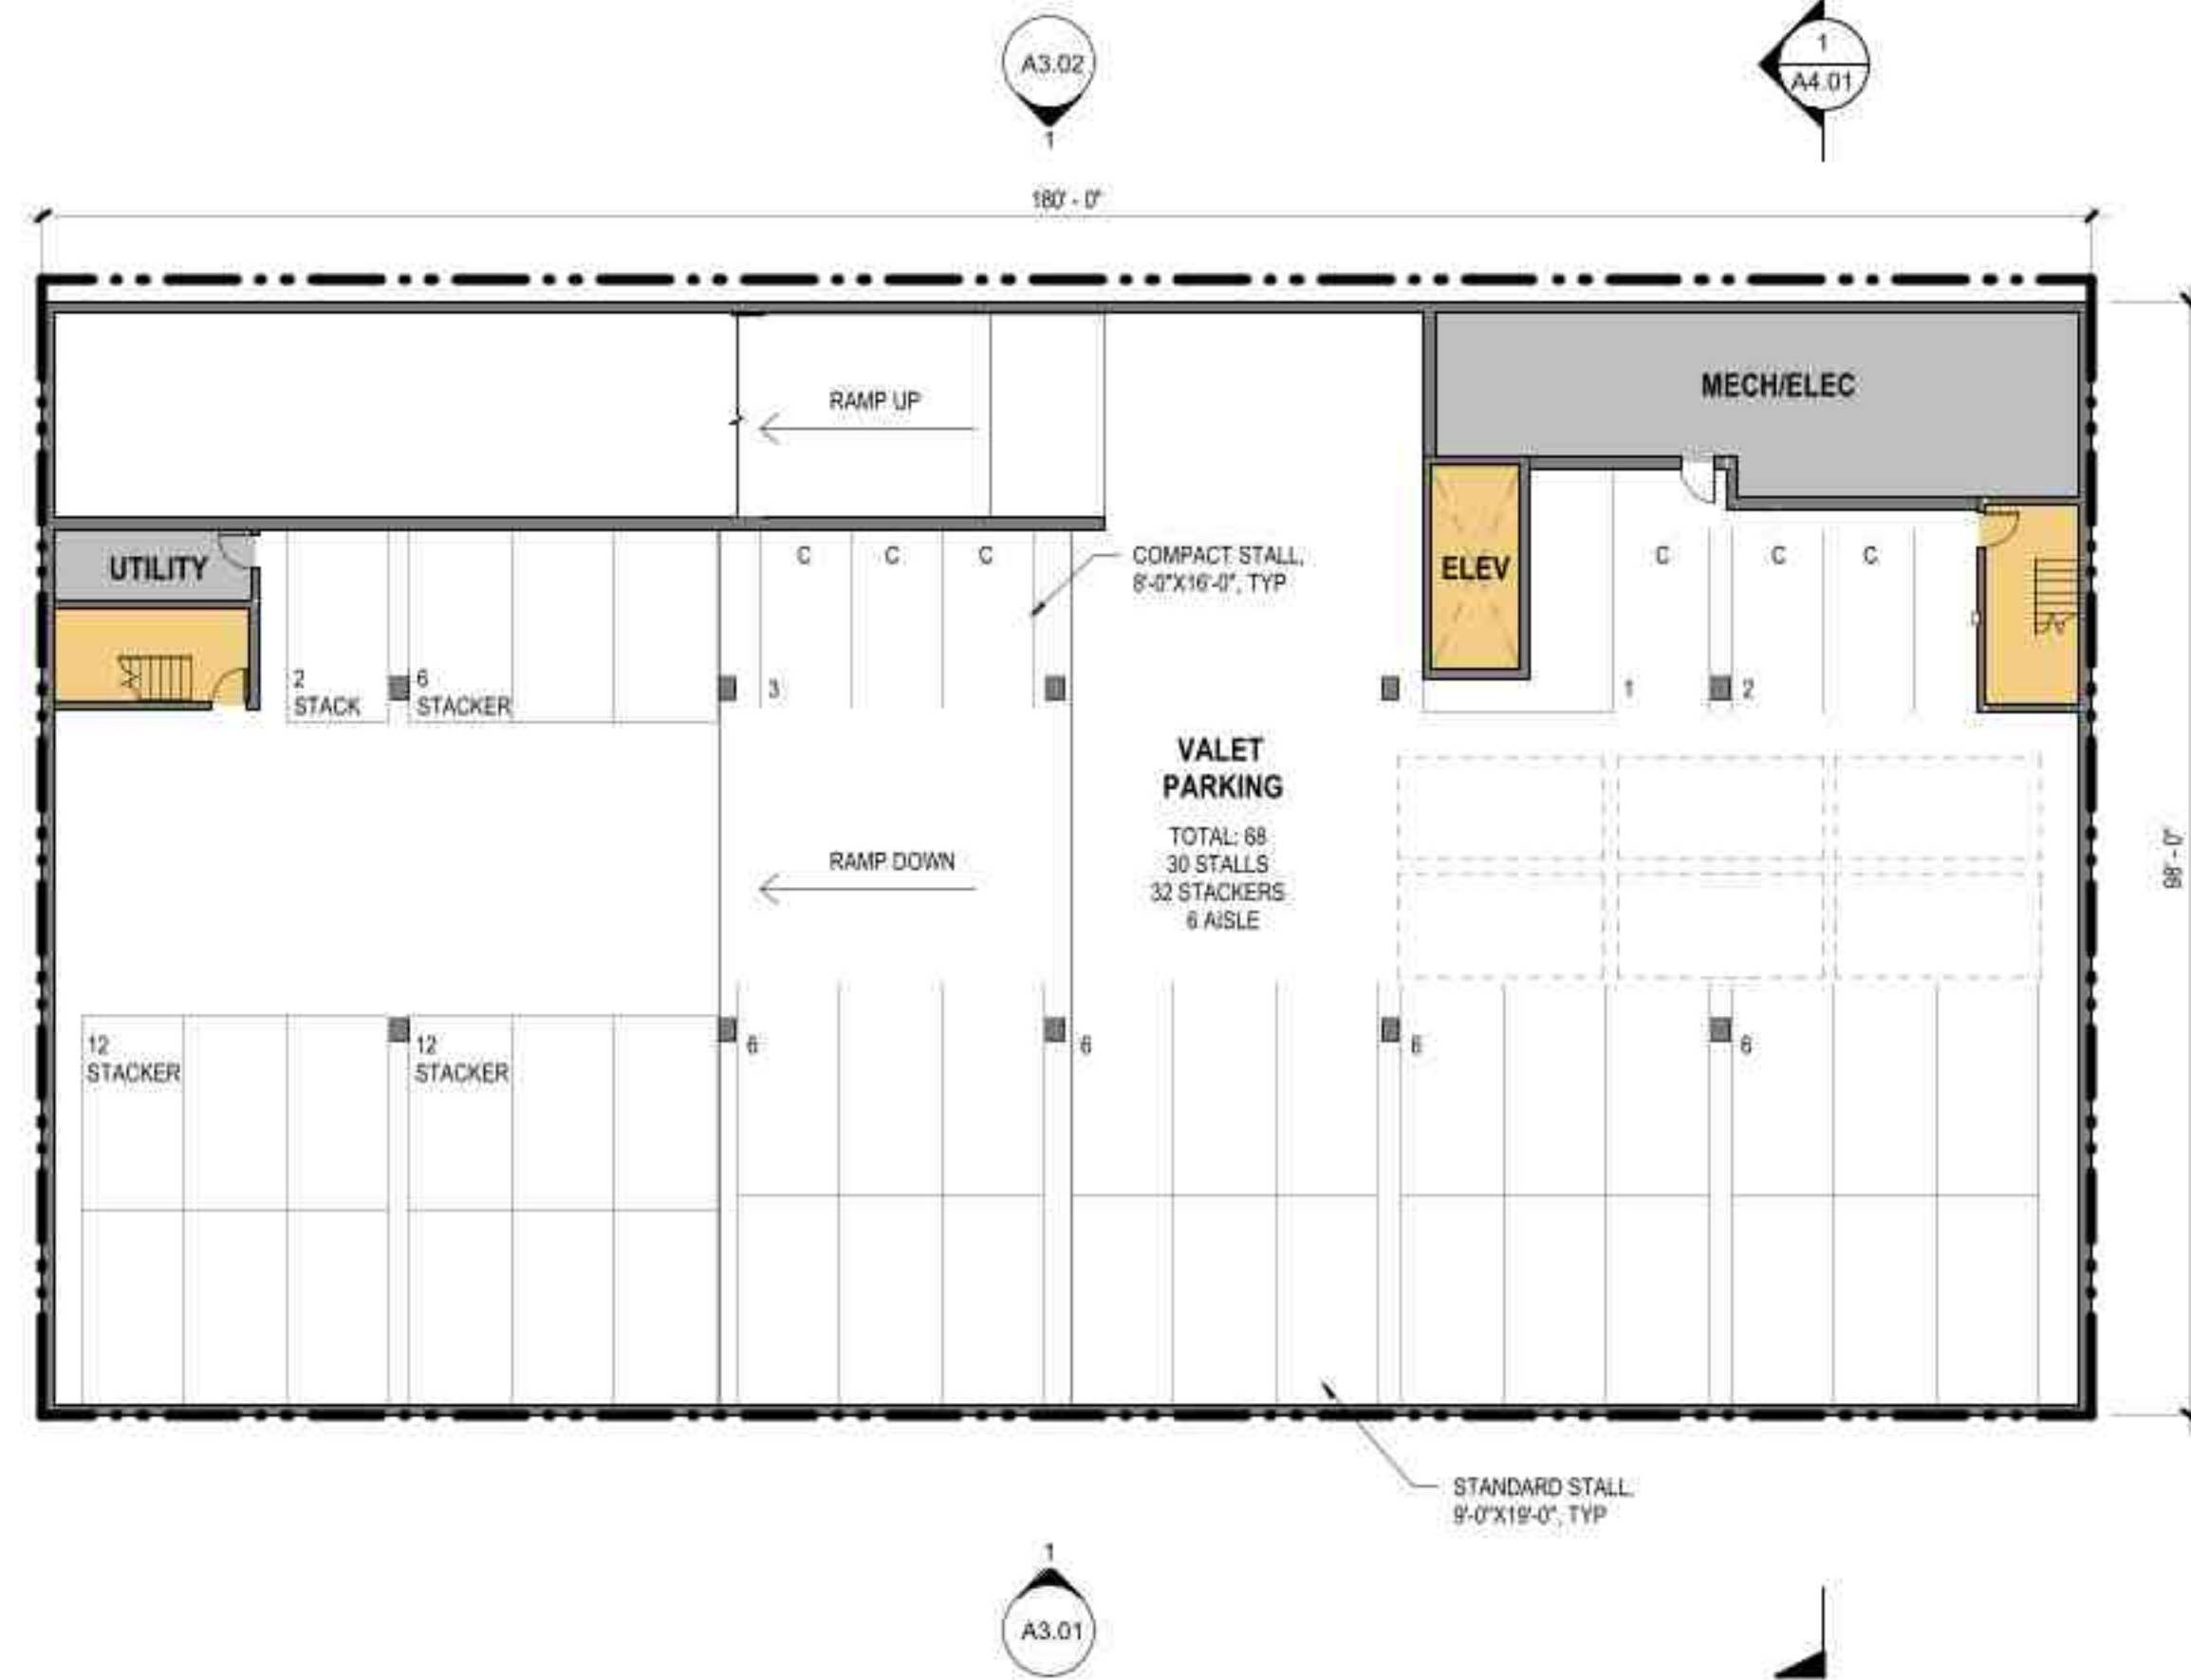 A3.02
1
1
A4.01
180' - 0"
MECH/ELEC
RAMP UP
UTILITY
C
C
C
COMPACT STALL,
8'-0"X16'-0", TYP
ELEV
C
C
C
2
STACK
6
STACKER
3
1
2
VALET
PARKING
TOTAL: 68
30 STALLS
32 STACKERS
6 AISLE
RAMP DOWN
98' - 0"
12
STACKER
12
STACKER
6
6
6
6
STANDARD STALL,
9'-0"X19'-0", TYP
1
A3.01